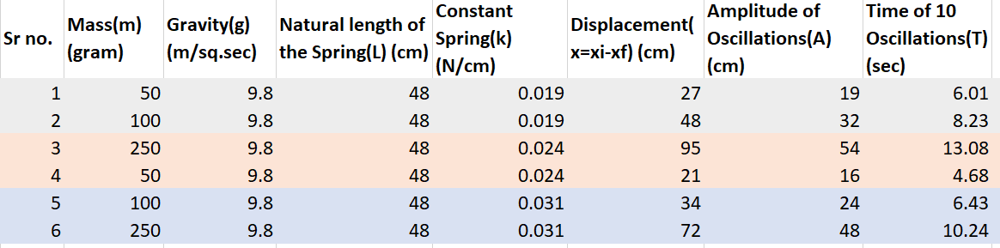 Sr no. Mass(m) (gram) Gravity(g) (m/sq.sec) Natural length of the Spring(L) (cm) Constant Spring(k) (N/cm) Displacement( x=xi-xf) (cm) Amplitude of Oscillations(A) (cm) Time of 10 Oscillations(T) (sec)
1 50 9.8 48 0.019 27 19 6.01
2 100 9.8 48 0.019 48 32 8.23
3 250 9.8 48 0.024 95 54 13.08
4 50 9.8 48 0.024 21 16 4.68
5 100 9.8 48 0.031 34 24 6.43
6 250 9.8 48 0.031 72 48 10.24